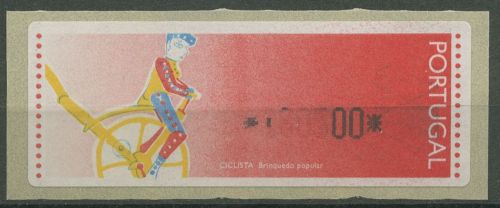 PORTUGAL
00*
CICLISTA Brinquedo popular